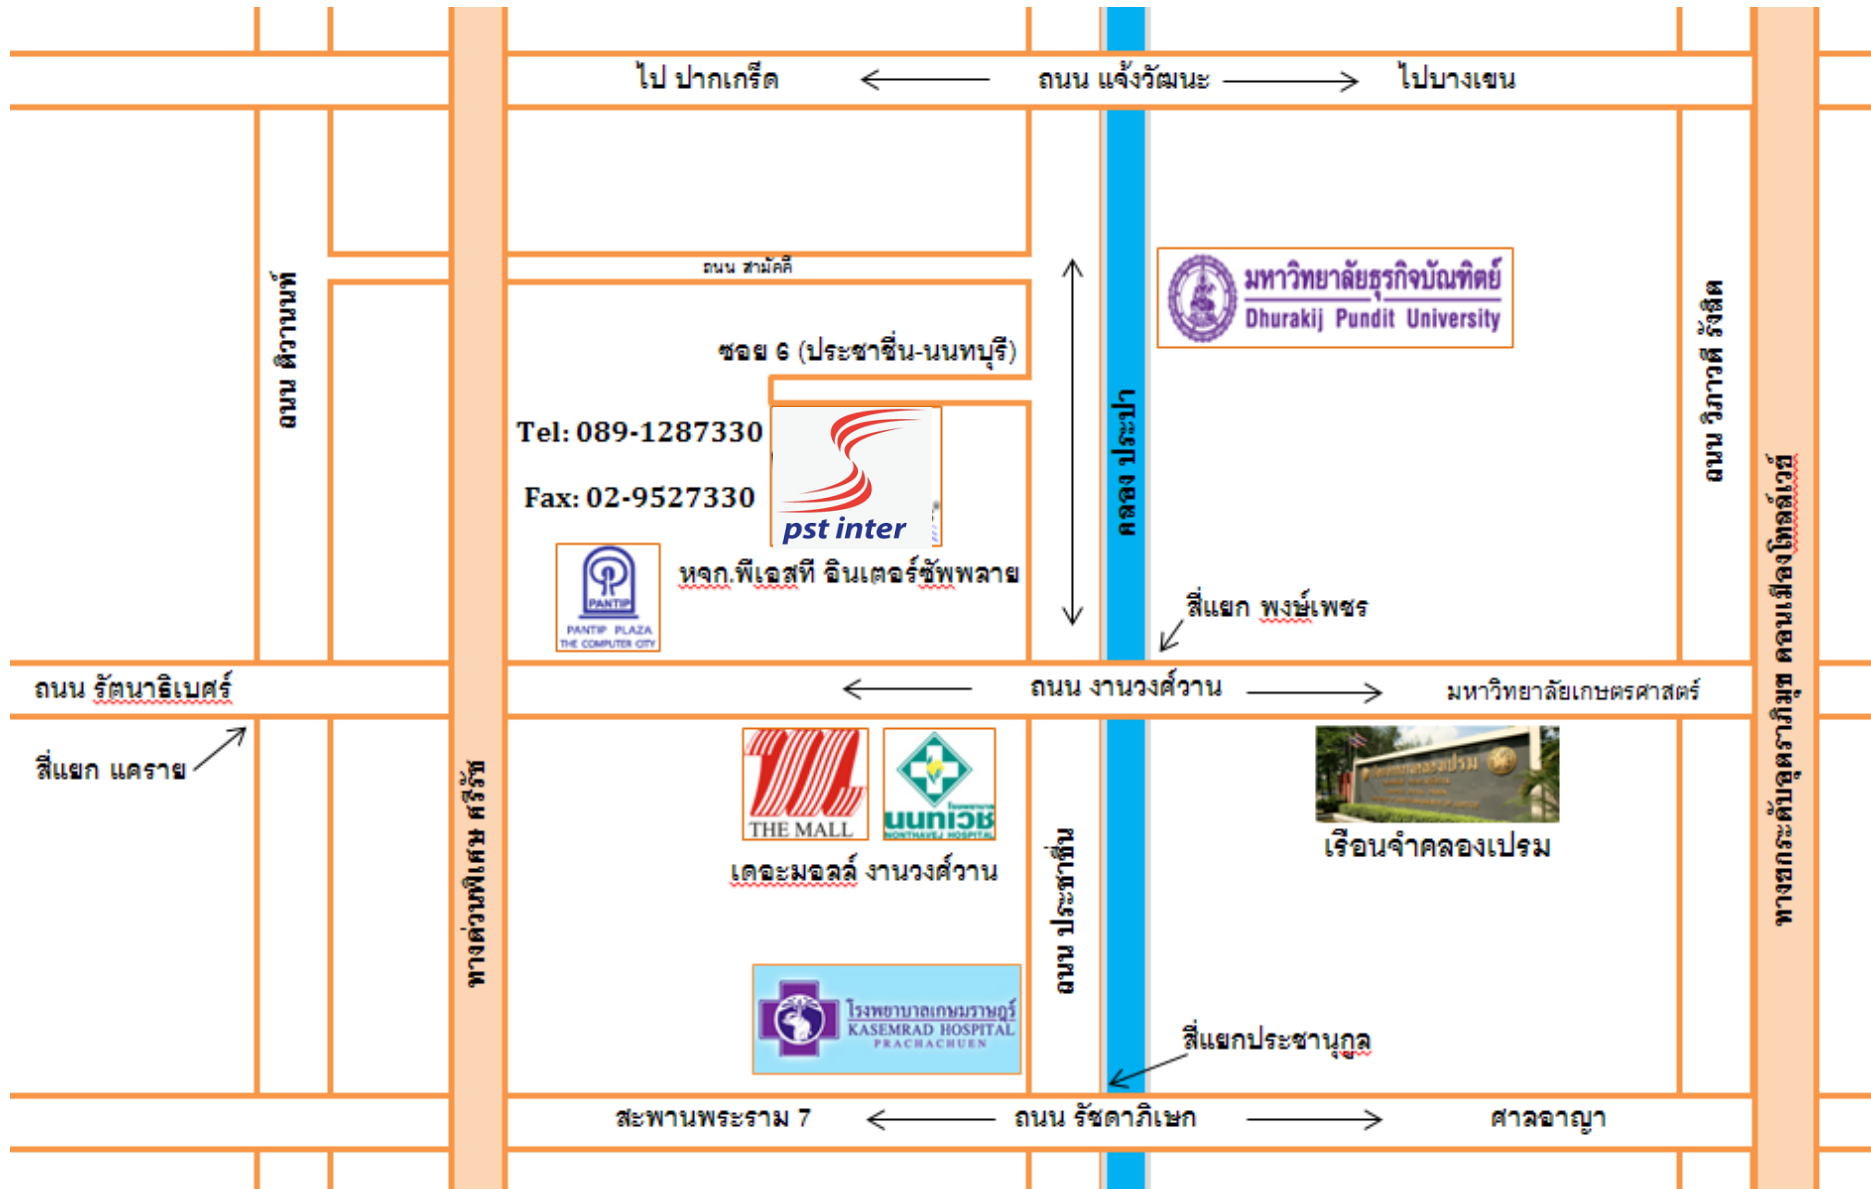 ไป ปากเกร็ด
ถนน แจ้งวัฒนะ
ไปบางเขน
ถนน สามัคคี
ถนน ติวานนท์
มหาวิทยาลัยธุรกิจบัณฑิตย์
Dhurakij Pundit University
ถนน วิภาวดี รังสิต
ซอย 6 (ประชาชื่น-นนทบุรี)
Tel: 089-1287330
Fax: 02-9527330
pst inter
หจก.พีเอสที อินเตอร์ซัพพลาย
PANTIP
PANTIP PLAZA
THE COMPUTER CITY
คลอง ประปา
สี่แยก พงษ์เพชร
ทางยกระดับอุตราภิมุข ดอนเมืองโทลล์เวย์
ถนน รัตนาธิเบศร์
ถนน งานวงศ์วาน
มหาวิทยาลัยเกษตรศาสตร์
สี่แยก แคราย
ทางด่วนพิเศษ ศรีรัช
THE MALL
โรงพยาบาล
นนทเวช
NONTHAVEJ HOSPITAL
เดอะมอลล์ งานวงศ์วาน
เรือนจำคลองเปรม
ถนน ประชาชื่น
โรงพยาบาลเกษมราษฎร์
KASEMRAD HOSPITAL
PRACHACHUEN
สี่แยกประชานุกูล
สะพานพระราม 7
ถนน รัชดาภิเษก
ศาลอาญา